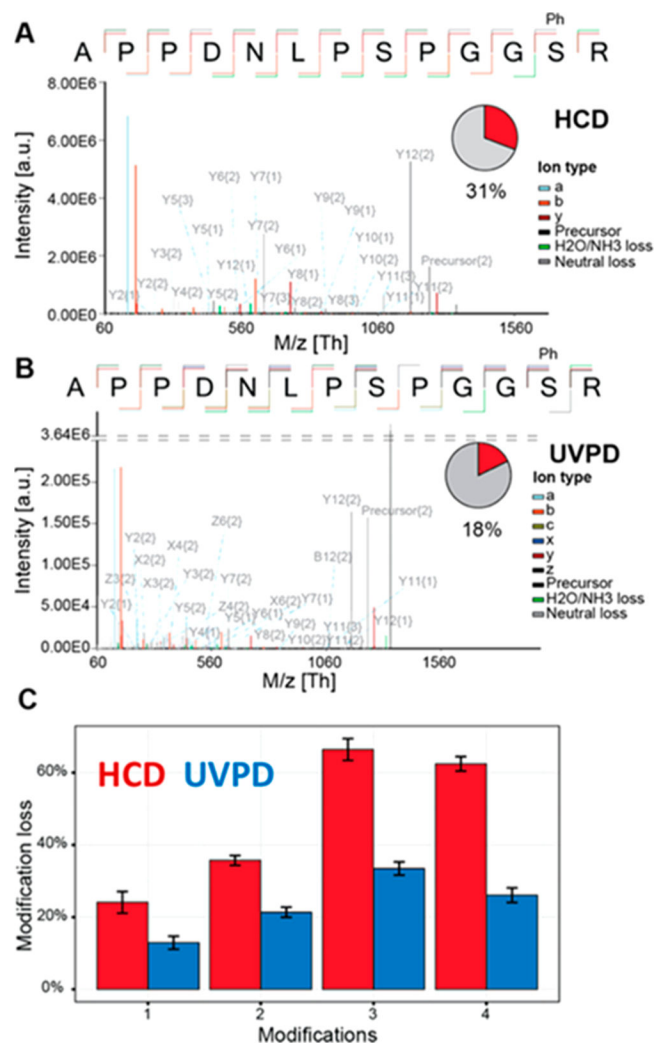 A
Ph
A P P D N L P S P G G S R
8.00E6
6.00E6
4.00E6
2.00E6
0.00E0
Intensity [a.u.]
HCD
31%
Ion type
a
b
y
Precursor
H2O/NH3 loss
Neutral loss
Y12{2}
Y6{2}
Y7{1}
Y5{3}
Y9{2}
Y7{2}
Y9{1}
Y5{1}
Y10{1}
Y3{2}
Y12{1}
Y6{1}
Y10{2}
Precursor{2}
Y2{2}
Y8{1}
Y11{3}
Y2{1}
Y4{2}
Y5{2}
Y7{3}
Y8{2}
Y8{3}
Y11{1}
Y11{2}
60 560 1060 1560
M/z [Th]
B
Ph
A P P D N L P S P G G S R
3.64E6
2.00E5
1.50E5
1.00E5
5.00E4
0.00E0
Intensity [a.u.]
UVPD
18%
Ion type
a
b
c
x
y
z
Precursor
H2O/NH3 loss
Neutral loss
Z6{2}
Y12{2}
Precursor{2}
Y2{2}
X4{2}
X2{2}
B12{2}
Z3{2}
Y3{2}
Y7{2}
X3{2}
Y2{1}
Y5{2}
Z4{2}
X6{2}
Y7{1}
Y11{1}
Y5{1}
Y6{1}
Y9{2}
Y4{1}
Y8{2}
Y10{2}
Y11{3}
Y11{2}
Y12{1}
60 560 1060 1560
M/z [Th]
C
HCD UVPD
60%
40%
20%
0%
Modification loss
1 2 3 4
Modifications